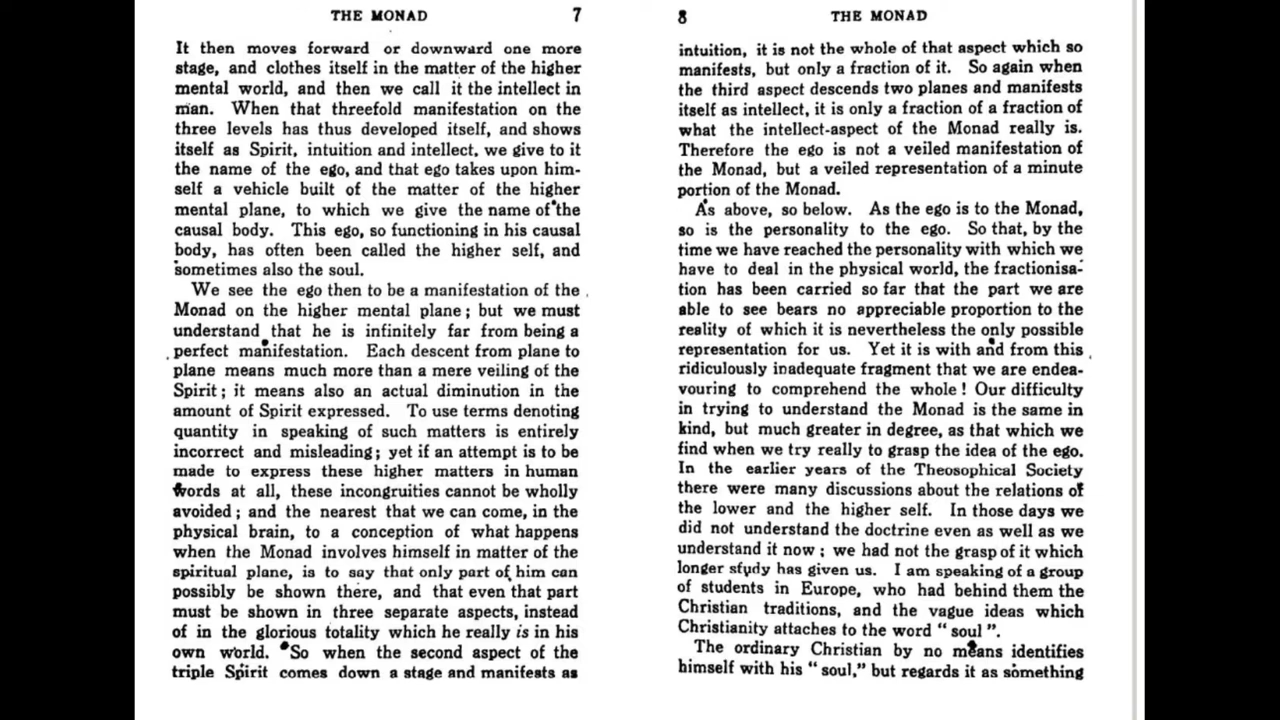 THE MONAD 7
It then moves forward or downward one more
stage, and clothes itself in the matter of the higher
mental world, and then we call it the intellect in
man. When that threefold manifestation on the
three levels has thus developed itself, and shows
itself as Spirit, intuition and intellect, we give to it
the name of the ego, and that ego takes upon him-
self a vehicle built of the matter of the higher
mental plane, to which we give the name of the
causal body. This ego, so functioning in his causal
body, has often been called the higher self, and
sometimes also the soul.
We see the ego then to be a manifestation of the
Monad on the higher mental plane; but we must
understand that he is infinitely far from being a
perfect manifestation. Each descent from plane to
plane means much more than a mere veiling of the
Spirit; it means also an actual diminution in the
amount of Spirit expressed. To use terms denoting
quantity in speaking of such matters is entirely
incorrect and misleading; yet if an attempt is to be
made to express these higher matters in human
words at all, these incongruities cannot be wholly
avoided; and the nearest that we can come, in the
physical brain, to a conception of what happens
when the Monad involves himself in matter of the
spiritual plane, is to say that only part of him can
possibly be shown there, and that even that part
must be shown in three separate aspects, instead
of in the glorious totality which he really is in his
own world. So when the second aspect of the
triple Spirit comes down a stage and manifests as
8 THE MONAD
intuition, it is not the whole of that aspect which so
manifests, but only a fraction of it. So again when
the third aspect descends two planes and manifests
itself as intellect, it is only a fraction of a fraction of
what the intellect-aspect of the Monad really is.
Therefore the ego is not a veiled manifestation of
the Monad, but a veiled representation of a minute
portion of the Monad.
As above, so below. As the ego is to the Monad,
so is the personality to the ego. So that, by the
time we have reached the personality with which we
have to deal in the physical world, the fractionisa-
tion has been carried so far that the part we are
able to see bears no appreciable proportion to the
reality of which it is nevertheless the only possible
representation for us. Yet it is with and from this
ridiculously inadequate fragment that we are endea-
vouring to comprehend the whole! Our difficulty
in trying to understand the Monad is the same in
kind, but much greater in degree, as that which we
find when we try really to grasp the idea of the ego.
In the earlier years of the Theosophical Society
there were many discussions about the relations of
the lower and the higher self. In those days we
did not understand the doctrine even as well as we
understand it now; we had not the grasp of it which
longer study has given us. I am speaking of a group
of students in Europe, who had behind them the
Christian traditions, and the vague ideas which
Christianity attaches to the word "soul".
The ordinary Christian by no means identifies
himself with his "soul," but regards it as something